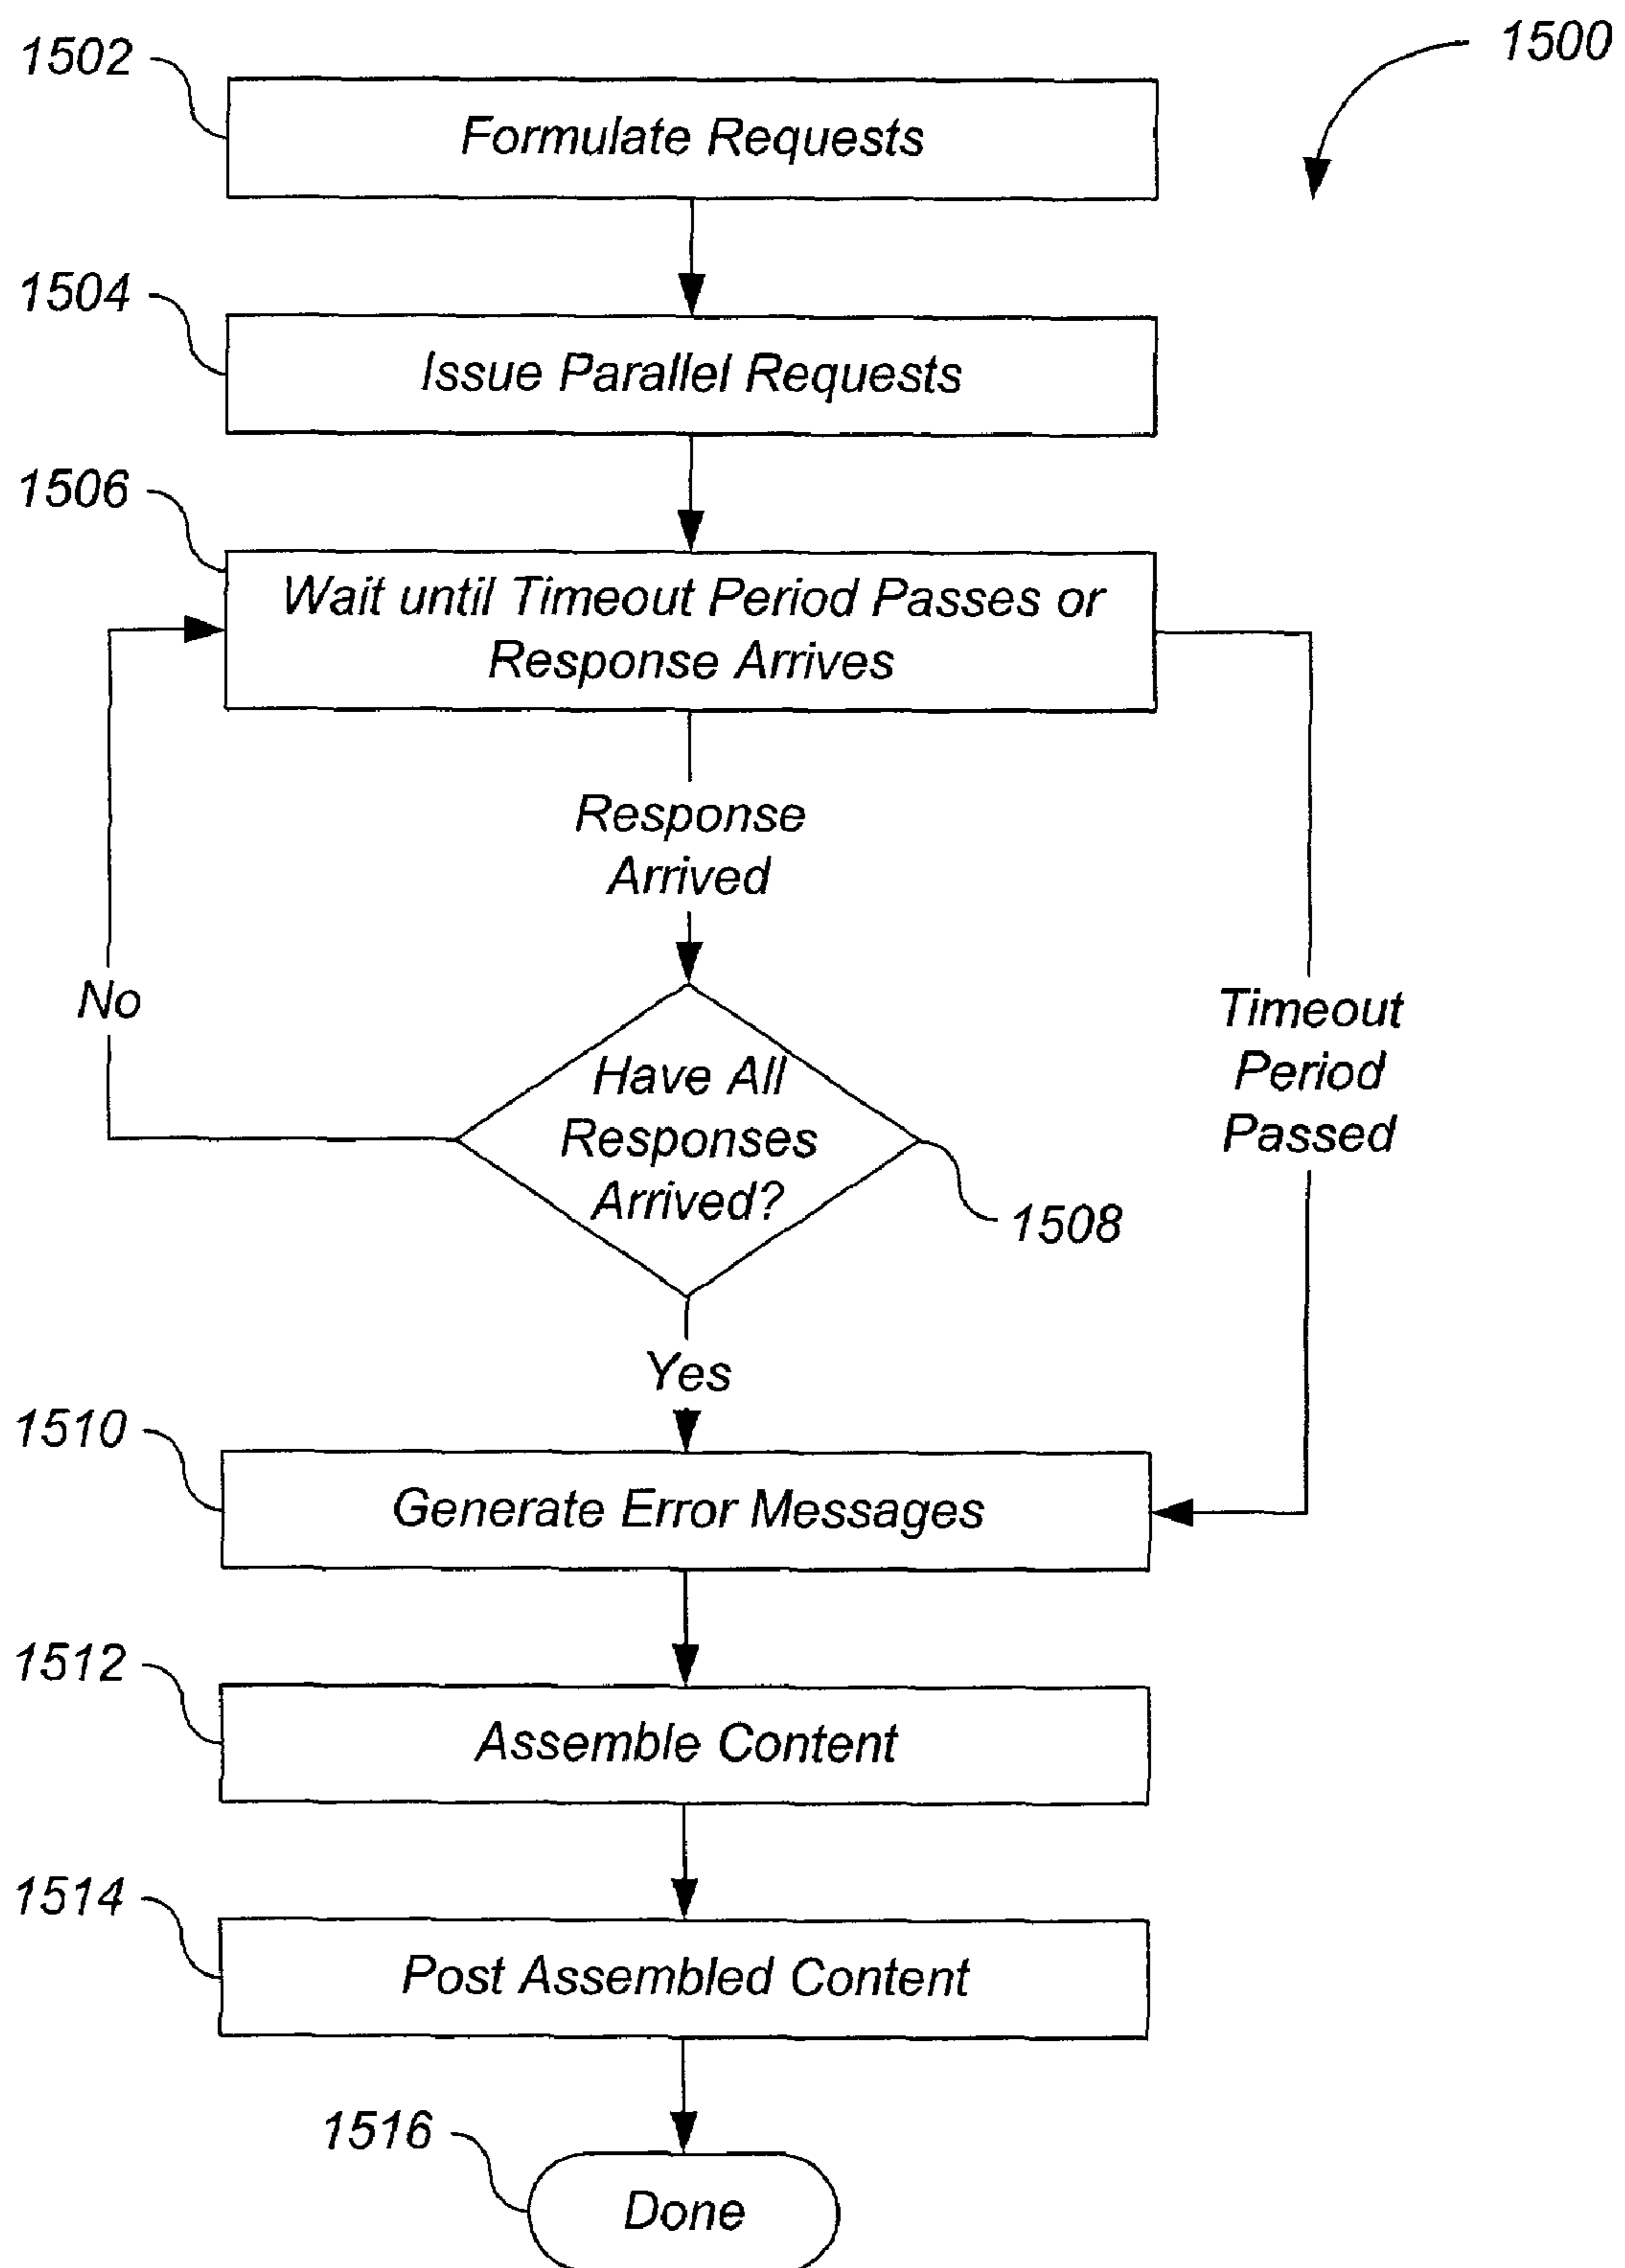 1500
1502
Formulate Requests
1504
Issue Parallel Requests
1506
Wait until Timeout Period Passes or
Response Arrives
Response
Arrived
No
Timeout
Period
Passed
Have All
Responses
Arrived?
1508
Yes
1510
Generate Error Messages
1512
Assemble Content
1514
Post Assembled Content
1516
Done